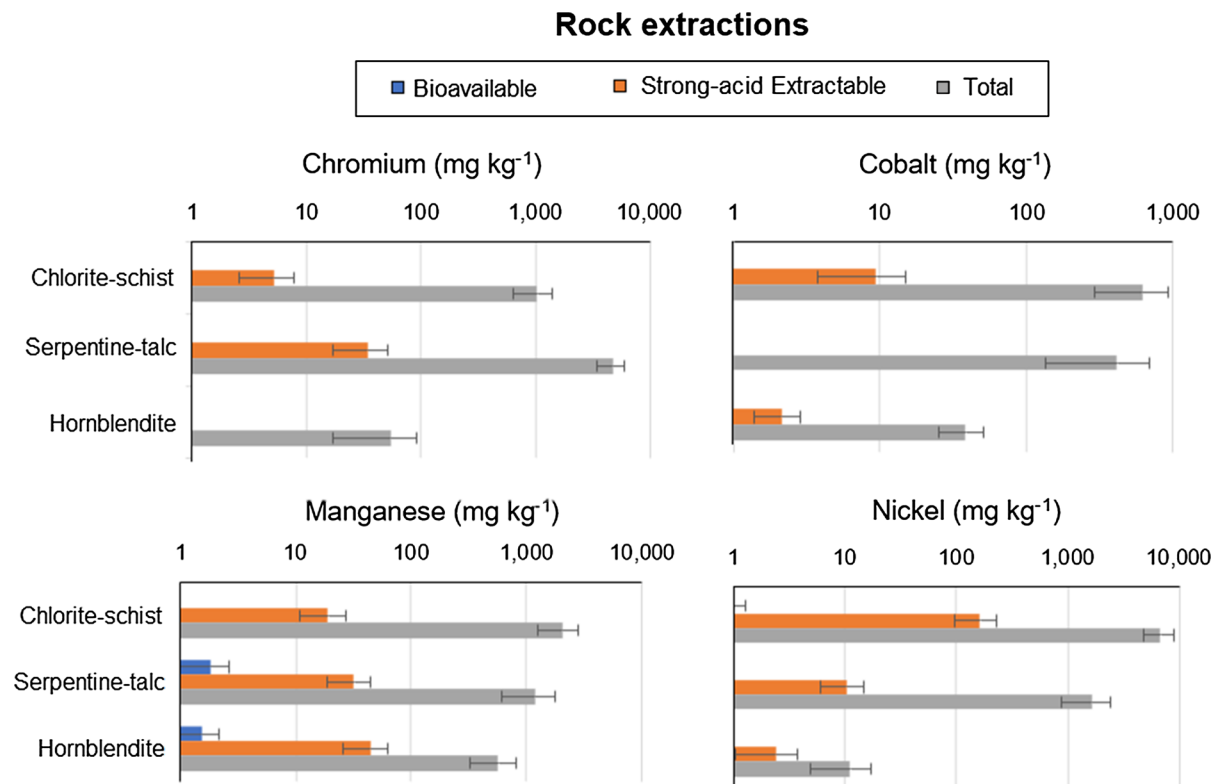 Rock extractions
Bioavailable Strong-acid Extractable Total
Chromium (mg kg⁻¹)
1 10 100 1,000 10,000
Chlorite-schist
Serpentine-talc
Hornblendite
Cobalt (mg kg⁻¹)
1 10 100 1,000
Manganese (mg kg⁻¹)
1 10 100 1,000 10,000
Chlorite-schist
Serpentine-talc
Hornblendite
Nickel (mg kg⁻¹)
1 10 100 1,000 10,000